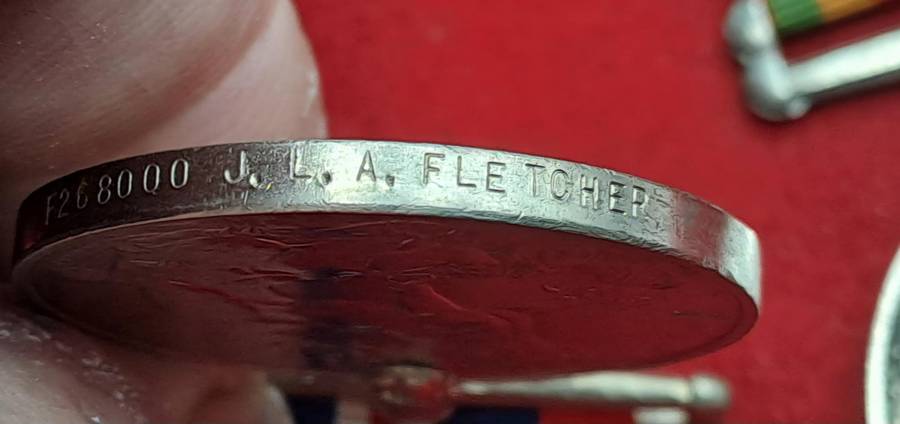 F268000 J. L. A. FLETCHER